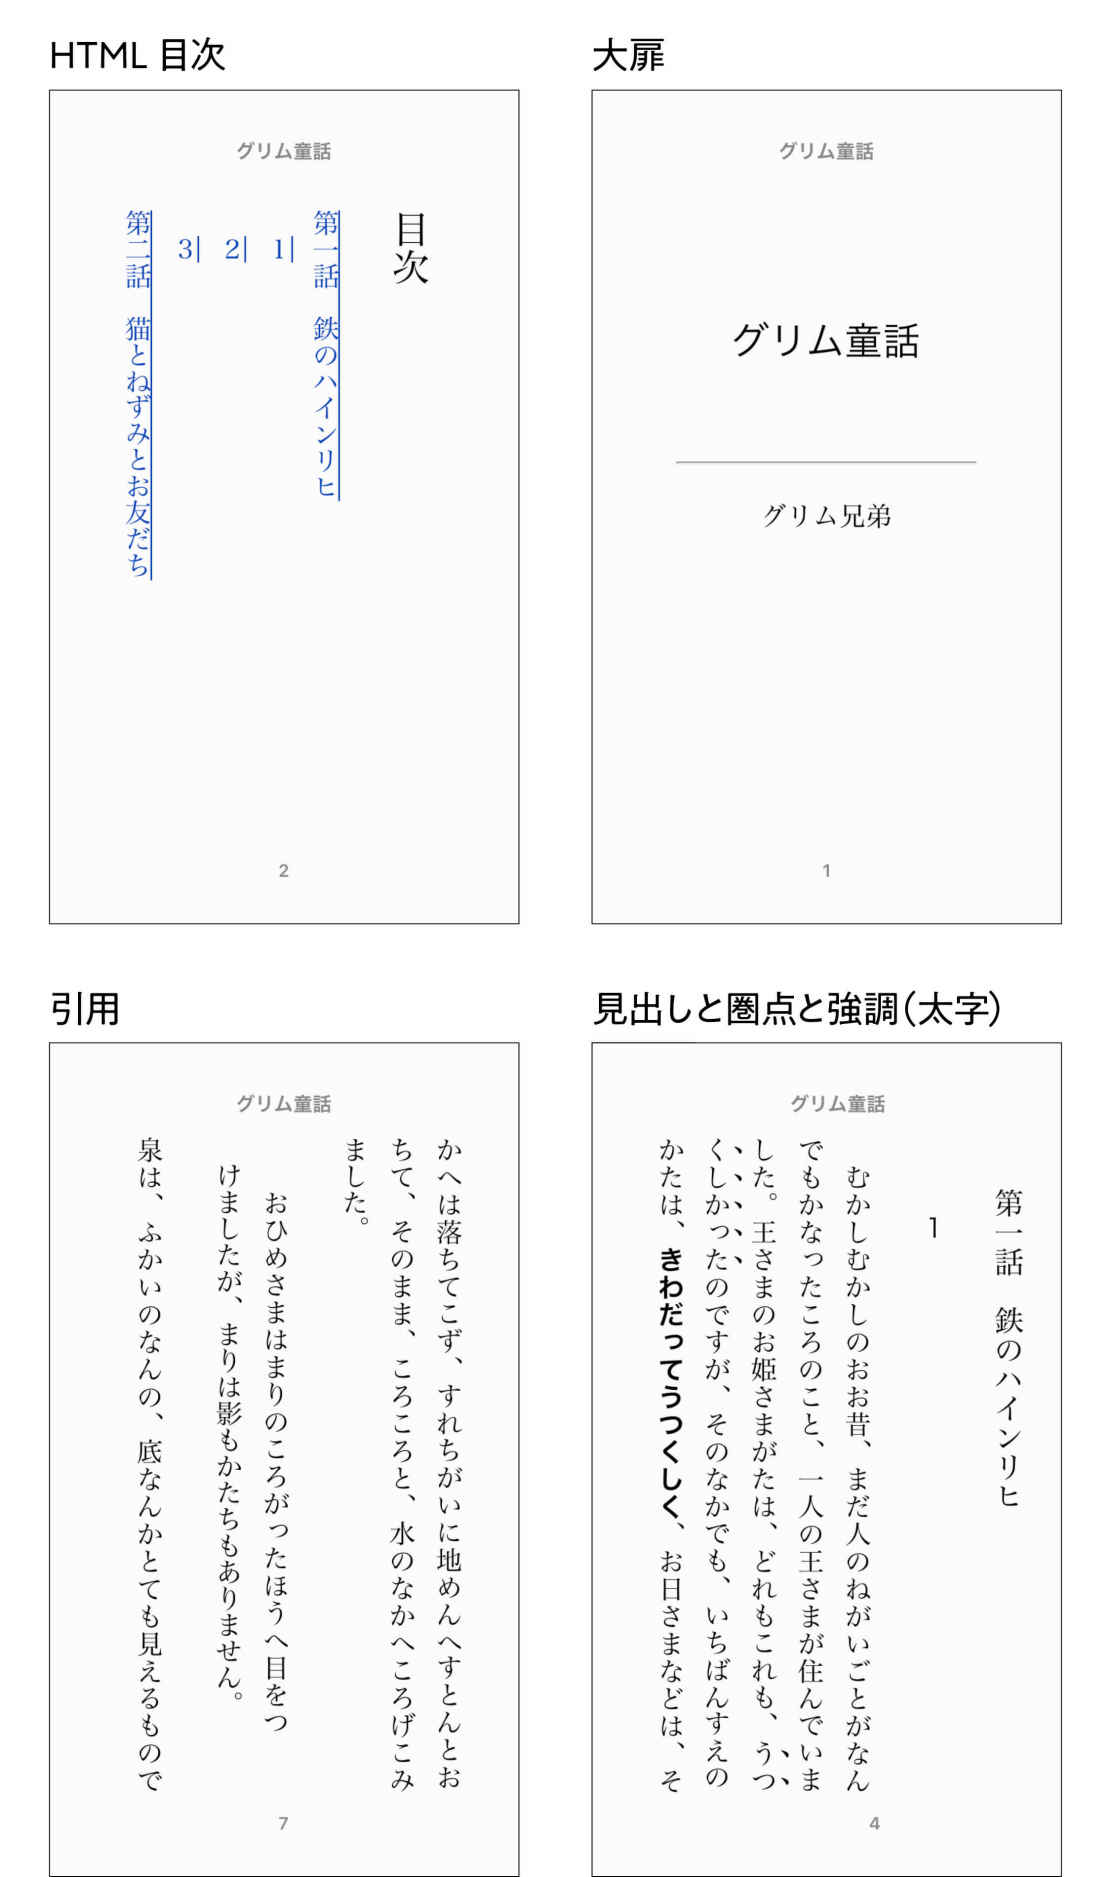 HTML 目次
グリム童話
目次
第一話　鉄のハインリヒ
1
2
3
第二話　猫とねずみとお友だち
2
大扉
グリム童話
グリム童話
グリム兄弟
1
引用
グリム童話
かへは落ちてこず、すれちがいに地めんへすとんとお
ちて、そのまま、ころころと、水のなかへころげこみ
ました。
おひめさまはまりのころがったほうへ目をつ
けましたが、まりは影もかたちもありません。
泉は、ふかいのなんの、底なんかとても見えるもので
7
見出しと圏点と強調（太字）
グリム童話
第一話　鉄のハインリヒ
1
むかしむかしのお昔、まだ人のねがいごとがなん
でもかなったころのこと、一人の王さまが住んでいま
した。王さまのお姫さまがたは、どれもこれも、うつ
くしかったのですが、そのなかでも、いちばんすえの
かたは、きわだってうつくしく、お日さまなどは、そ
4